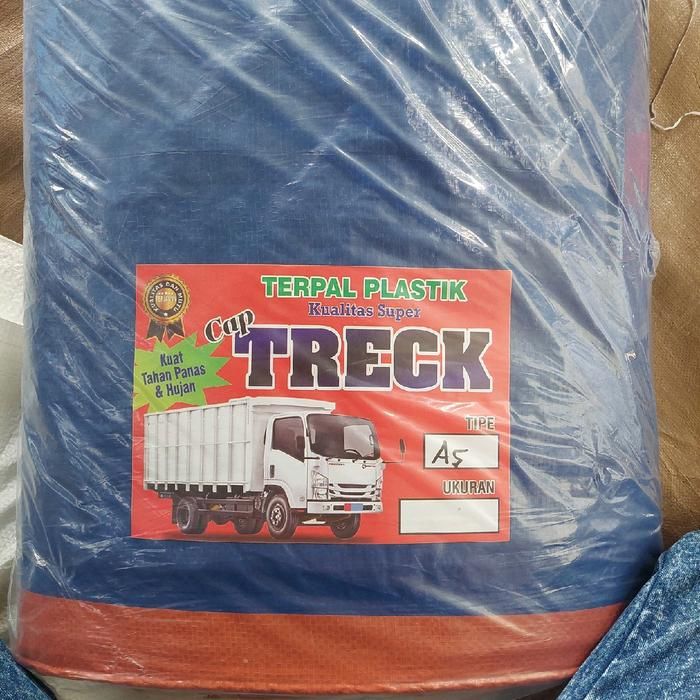 TERPAL PLASTIK
Kualitas Super
Cap
TRECK
Kuat
Tahan Panas
& Hujan
TIPE
A5
UKURAN